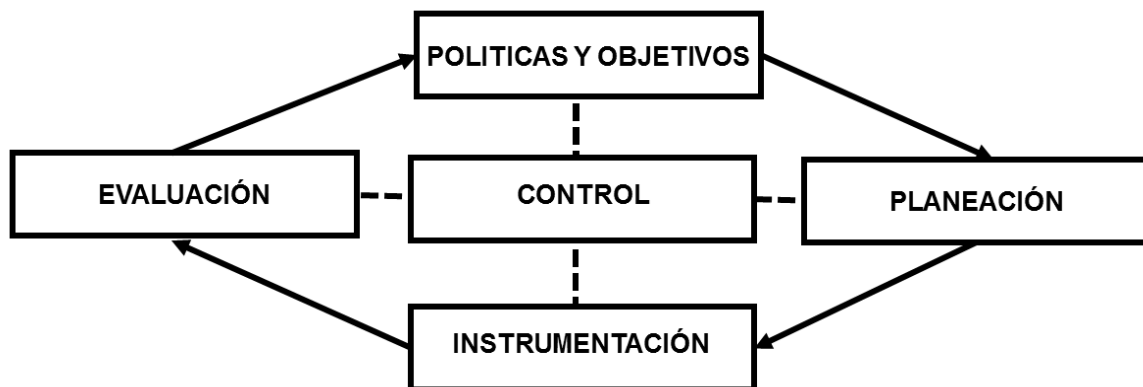 POLITICAS Y OBJETIVOS
EVALUACIÓN
CONTROL
PLANEACIÓN
INSTRUMENTACIÓN